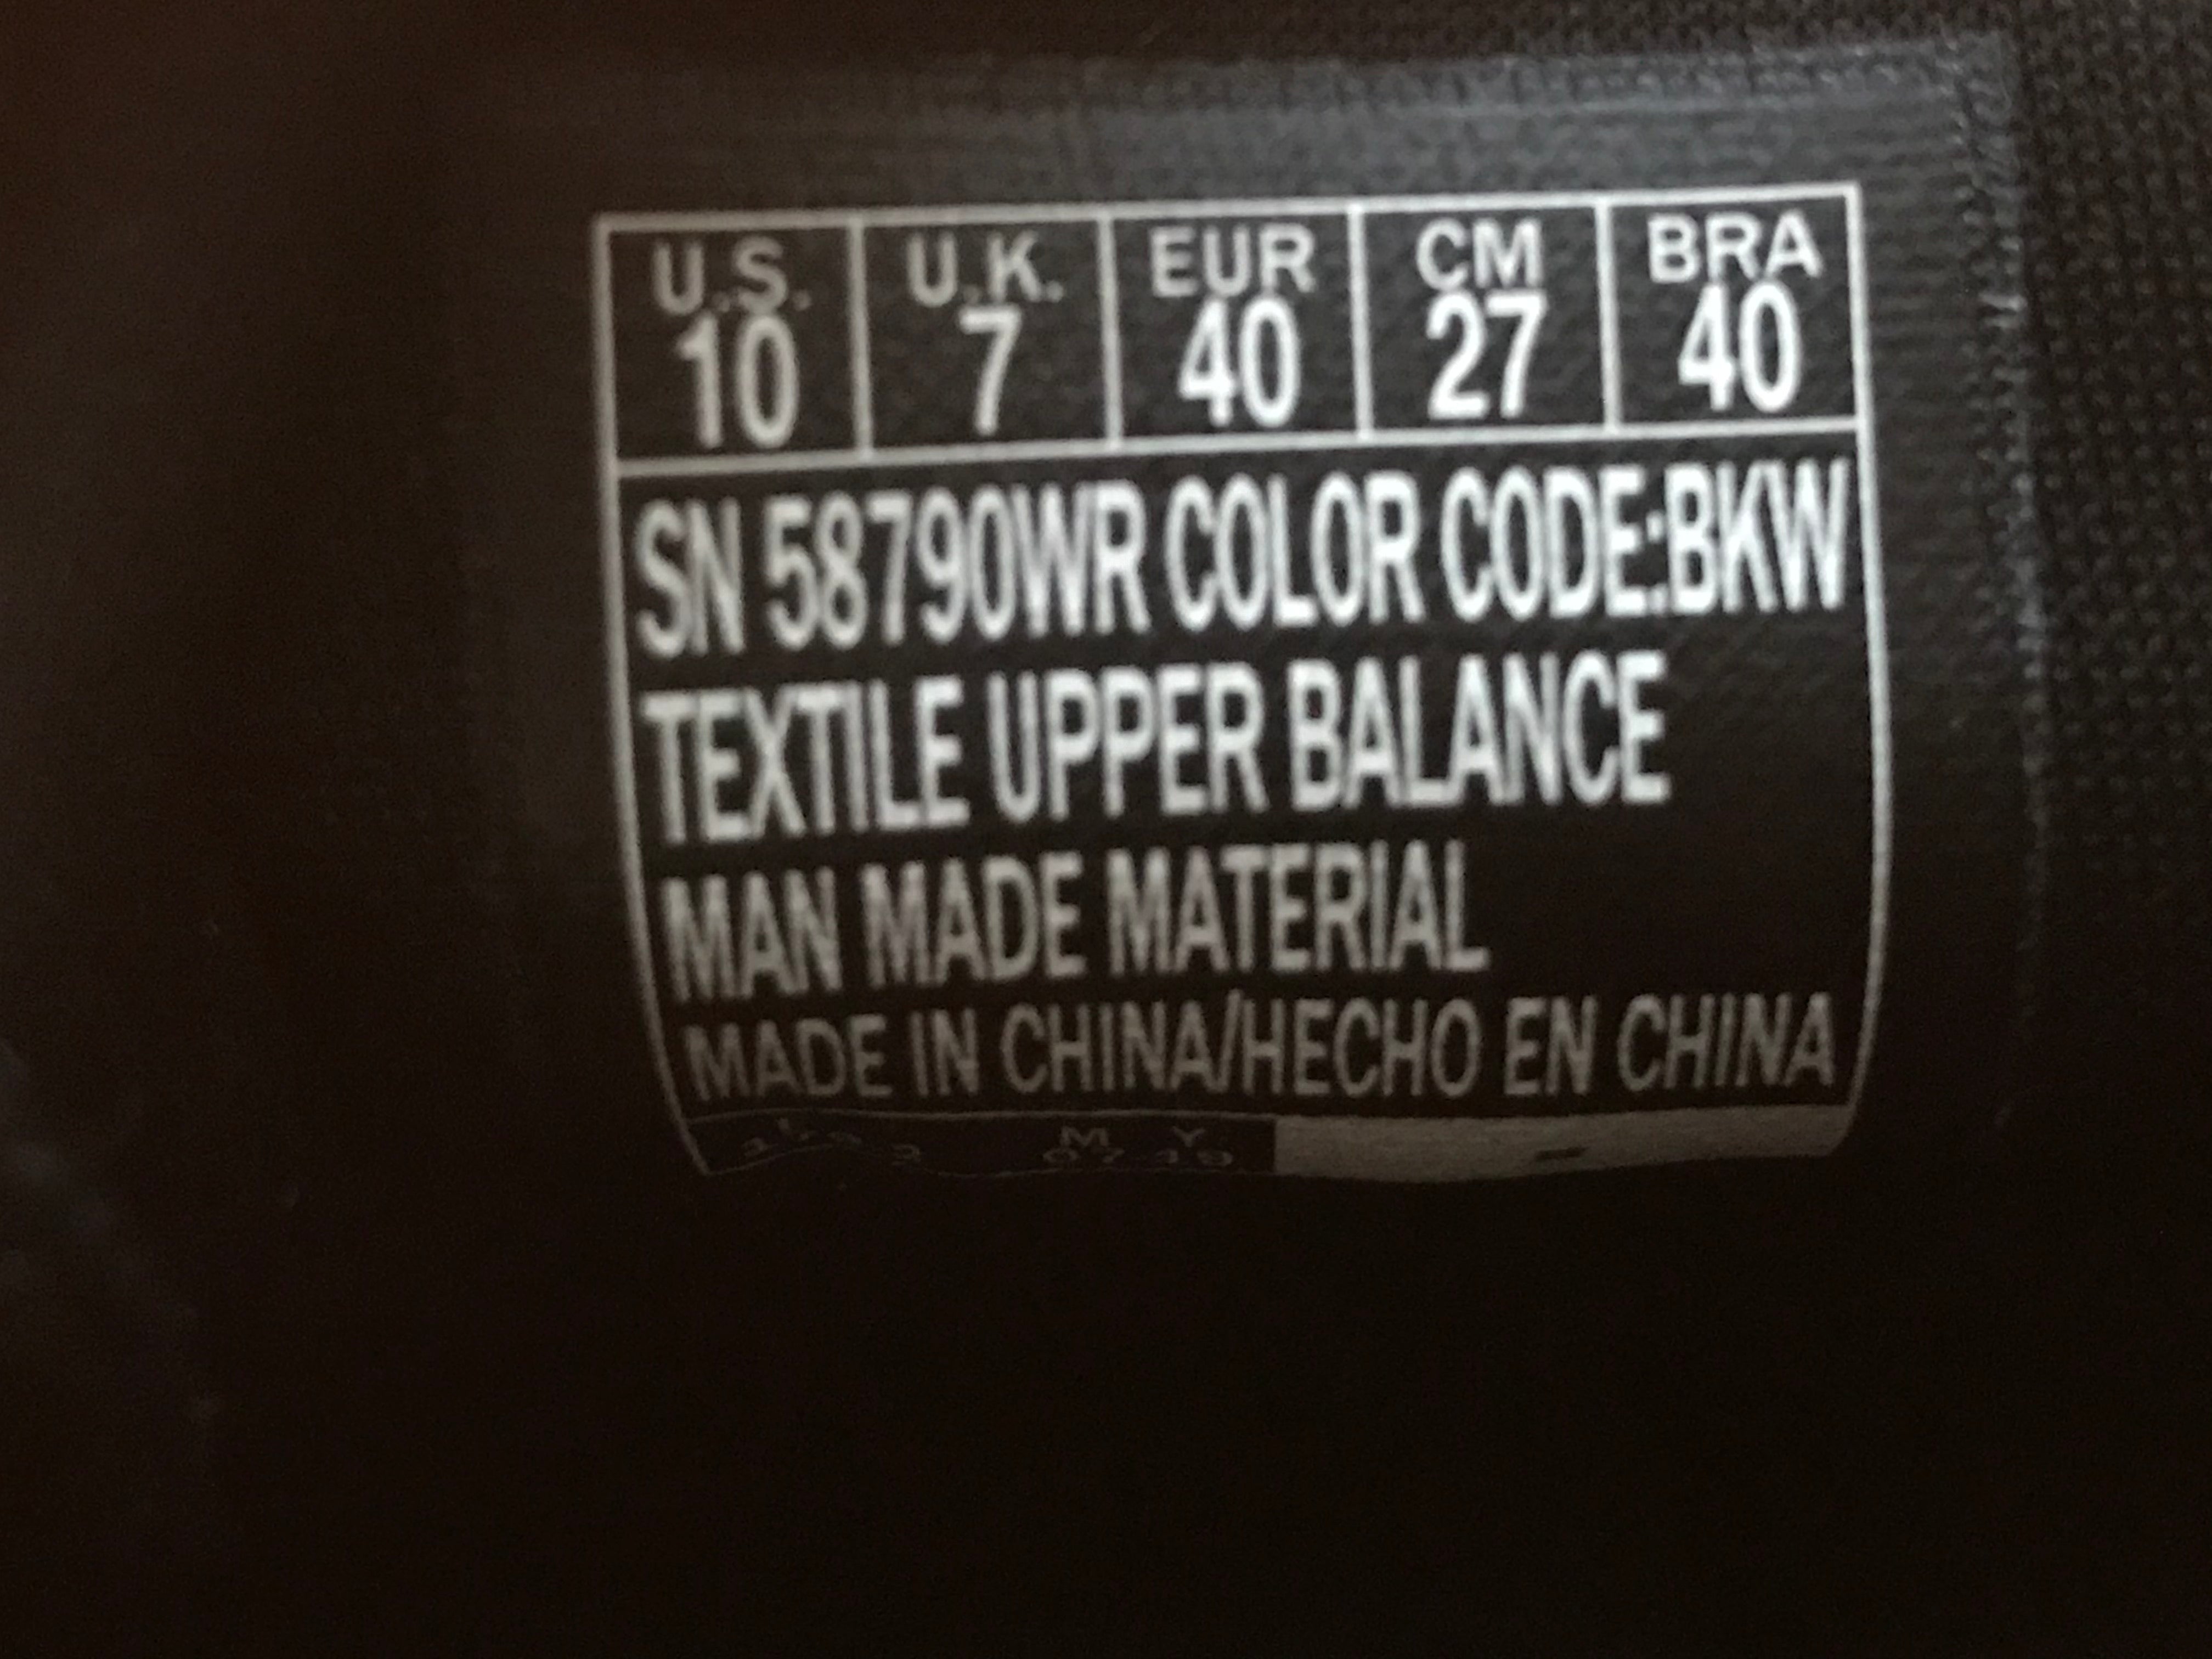 U.S. U.K. EUR CM BRA
10 7 40 27 40
SN 58790WR COLOR CODE:BKW
TEXTILE UPPER BALANCE
MAN MADE MATERIAL
MADE IN CHINA/HECHO EN CHINA
M Y